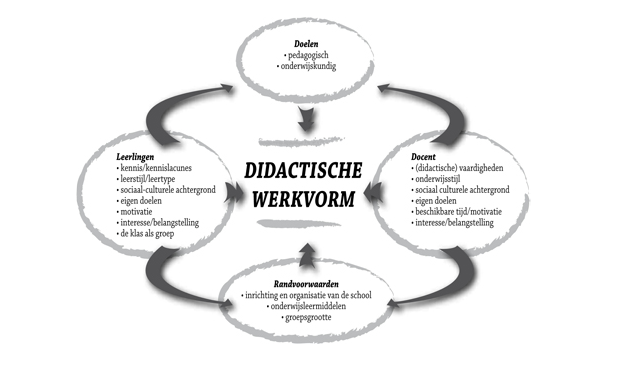 Doelen
• pedagogisch
• onderwijskundig
Leerlingen
• kennis/kennislacunes
• leerstijl/leertype
• sociaal-culturele achtergrond
• eigen doelen
• motivatie
• interesse/belangstelling
• de klas als groep
DIDACTISCHE
WERKVORM
Docent
• (didactische) vaardigheden
• onderwijsstijl
• sociaal culturele achtergrond
• eigen doelen
• beschikbare tijd/motivatie
• interesse/belangstelling
Randvoorwaarden
• inrichting en organisatie van de school
• onderwijsleermiddelen
• groepsgrootte